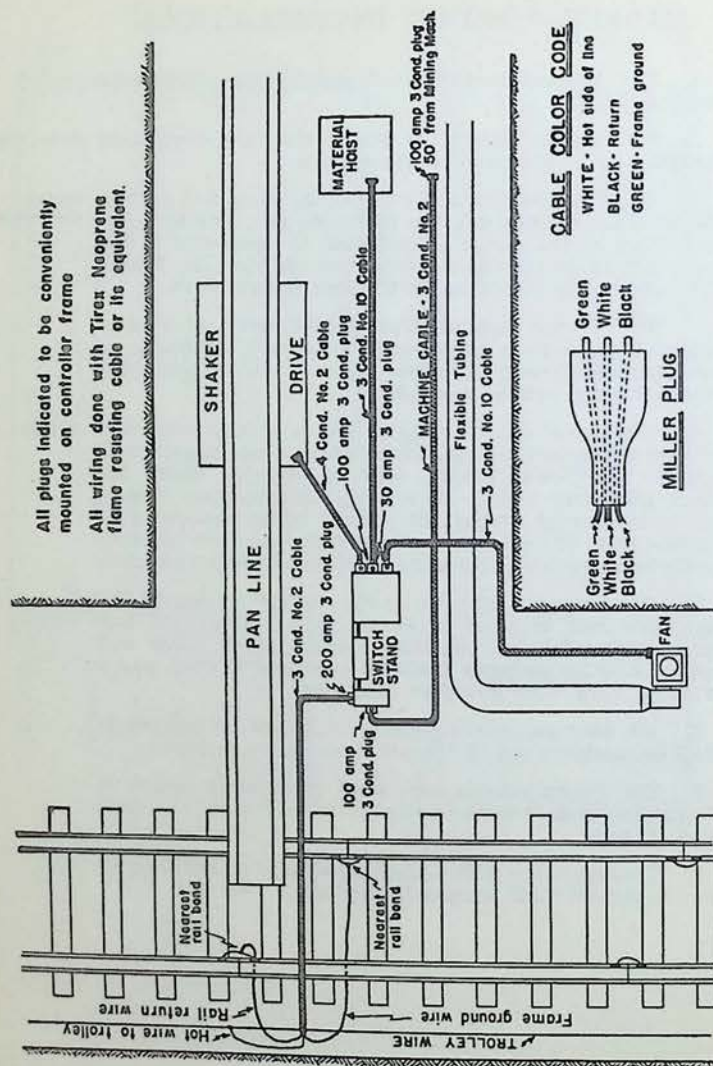 All plugs indicated to be conveniently
mounted on controller frame
All wiring done with Tirex Neoprene
flame resisting cable or its equivalent.
SHAKER
DRIVE
PAN LINE
MATERIAL
HOIST
4 Cond. No. 2 Cable
100 amp 3 Cond. plug
3 Cond. No. 10 Cable
30 amp 3 Cond. plug
3 Cond. No. 2 Cable
200 amp 3 Cond. plug
SWITCH
STAND
100 amp
3 Cond. plug
100 amp 3 Cond. plug
50' from Mining Mach.
MACHINE CABLE - 3 Cond. No. 2
Flexible Tubing
3 Cond. No. 10 Cable
FAN
Nearest
rail bond
Nearest
rail bond
Rail return wire
Hot wire to trolley
Frame ground wire
TROLLEY WIRE
CABLE COLOR CODE
WHITE - Hot side of line
BLACK - Return
GREEN - Frame ground
Green
White
Black
Green
White
Black
MILLER PLUG